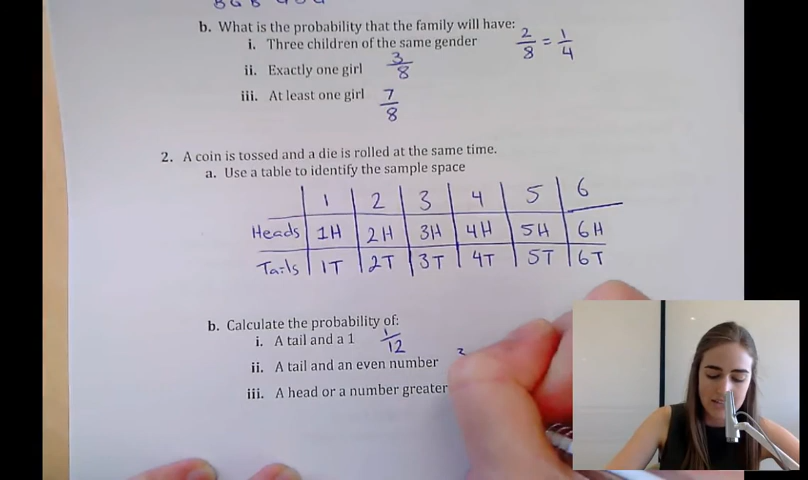 b. What is the probability that the family will have:
i. Three children of the same gender 2/8 = 1/4
ii. Exactly one girl 3/8
iii. At least one girl 7/8
2. A coin is tossed and a die is rolled at the same time.
a. Use a table to identify the sample space
1 2 3 4 5 6
Heads 1H 2H 3H 4H 5H 6H
Tails 1T 2T 3T 4T 5T 6T
b. Calculate the probability of:
i. A tail and a 1 1/12
ii. A tail and an even number 3
iii. A head or a number greater